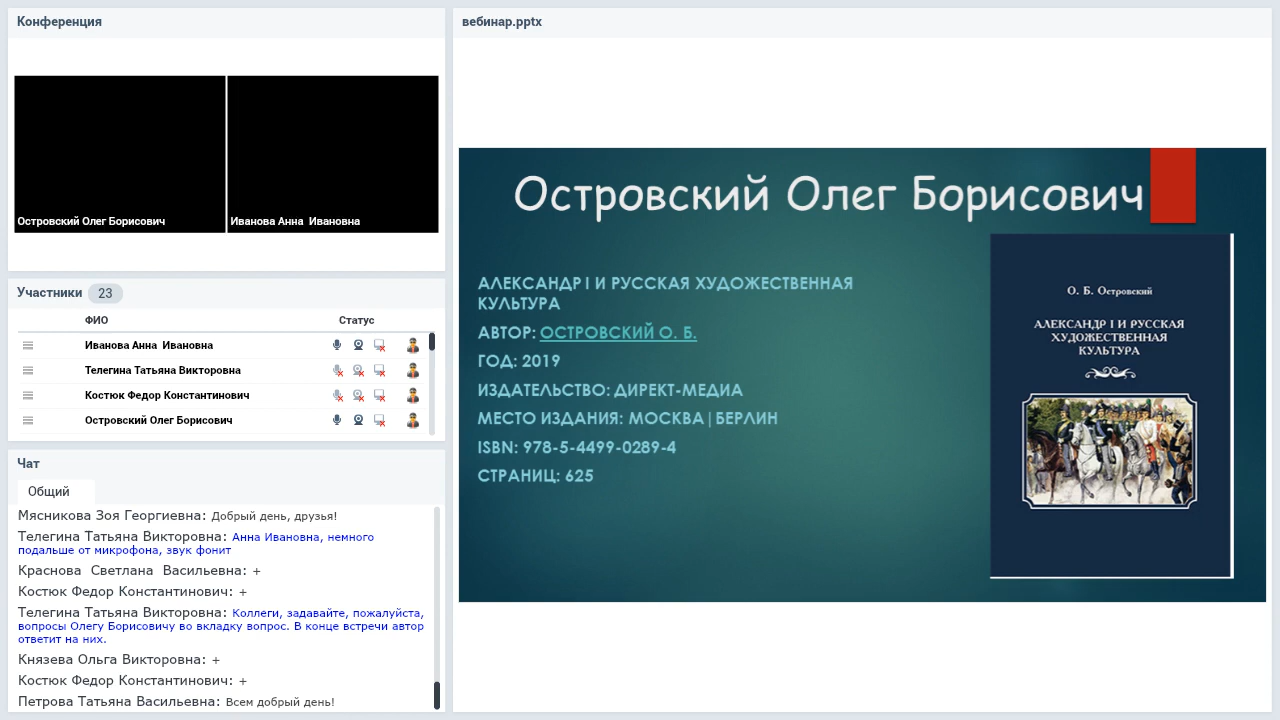 Конференция
Островский Олег Борисович
Иванова Анна  Ивановна
Участники 23
ФИО Статус
Иванова Анна  Ивановна
Телегина Татьяна Викторовна
Костюк Федор Константинович
Островский Олег Борисович
Чат
Общий
Мясникова Зоя Георгиевна: Добрый день, друзья!
Телегина Татьяна Викторовна: Анна Ивановна, немного
подальше от микрофона, звук фонит
Краснова  Светлана  Васильевна: +
Костюк Федор Константинович: +
Телегина Татьяна Викторовна: Коллеги, задавайте, пожалуйста,
вопросы Олегу Борисовичу во вкладку вопрос. В конце встречи автор
ответит на них.
Князева Ольга Викторовна: +
Костюк Федор Константинович: +
Петрова Татьяна Васильевна: Всем добрый день!
вебинар.pptx
Островский Олег Борисович
АЛЕКСАНДР I И РУССКАЯ ХУДОЖЕСТВЕННАЯ
КУЛЬТУРА
АВТОР: ОСТРОВСКИЙ О. Б.
ГОД: 2019
ИЗДАТЕЛЬСТВО: ДИРЕКТ-МЕДИА
МЕСТО ИЗДАНИЯ: МОСКВА|БЕРЛИН
ISBN: 978-5-4499-0289-4
СТРАНИЦ: 625
О. Б. Островский
АЛЕКСАНДР I И РУССКАЯ
ХУДОЖЕСТВЕННАЯ
КУЛЬТУРА